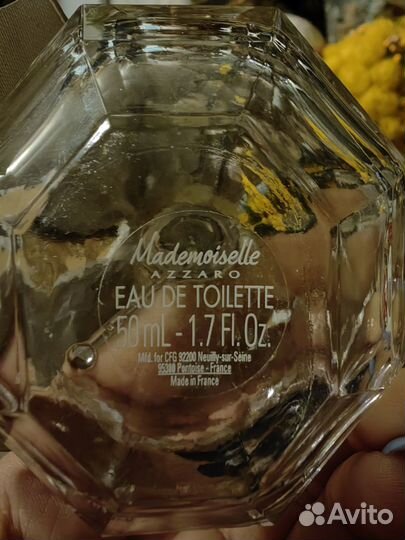 Mademoiselle
AZZARO
EAU DE TOILETTE
50 mL - 1.7 Fl. Oz.
Mfd. for CFG 92200 Neuilly-sur-Seine
95300 Pontoise - France
Made in France
Avito